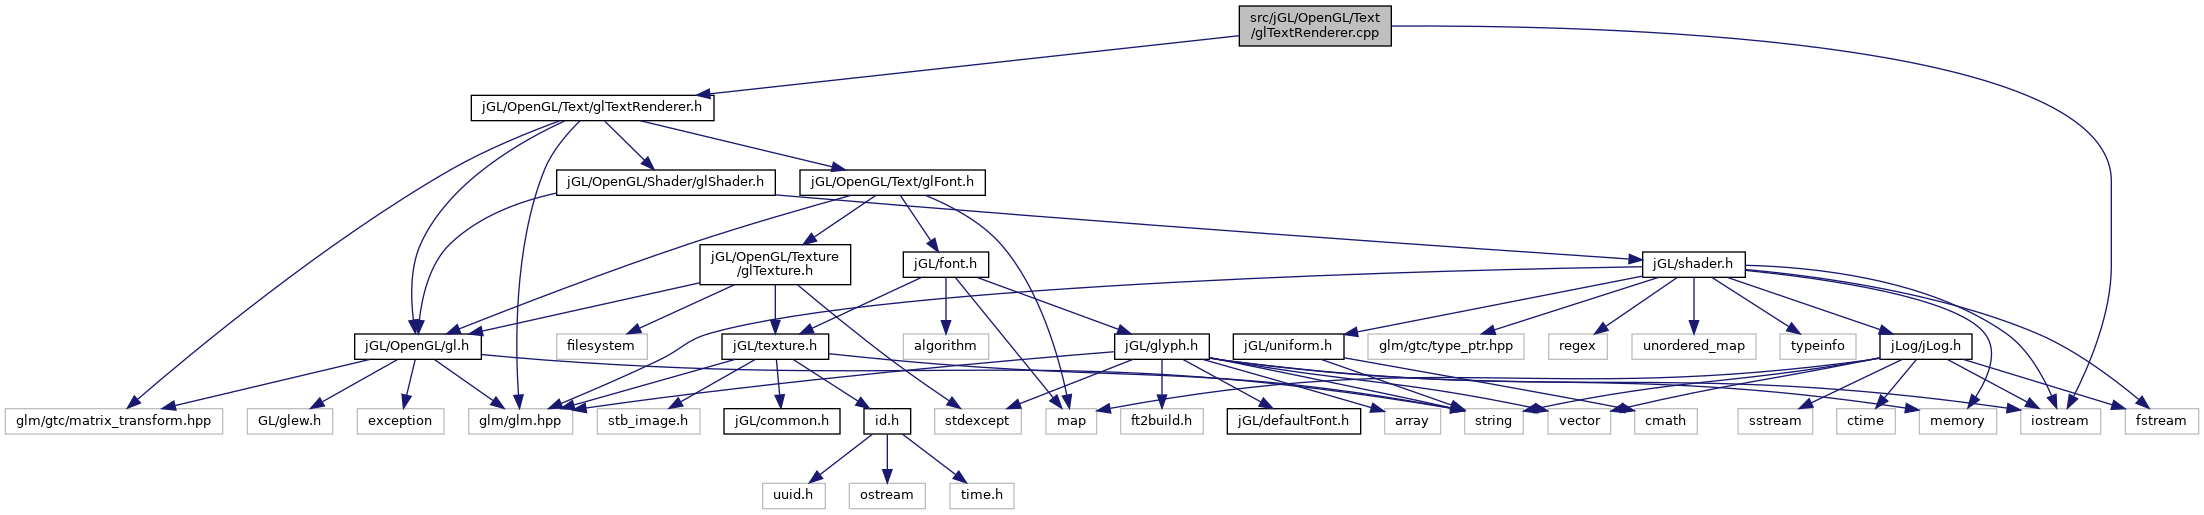 src/jGL/OpenGL/Text
/glTextRenderer.cpp
jGL/OpenGL/Text/glTextRenderer.h
jGL/OpenGL/Shader/glShader.h
jGL/OpenGL/Text/glFont.h
jGL/OpenGL/Texture
/glTexture.h
jGL/font.h
jGL/shader.h
jGL/OpenGL/gl.h
filesystem
jGL/texture.h
algorithm
jGL/glyph.h
jGL/uniform.h
glm/gtc/type_ptr.hpp
regex
unordered_map
typeinfo
jLog/jLog.h
glm/gtc/matrix_transform.hpp
GL/glew.h
exception
glm/glm.hpp
stb_image.h
jGL/common.h
id.h
stdexcept
map
ft2build.h
jGL/defaultFont.h
array
string
vector
cmath
sstream
ctime
memory
iostream
fstream
uuid.h
ostream
time.h